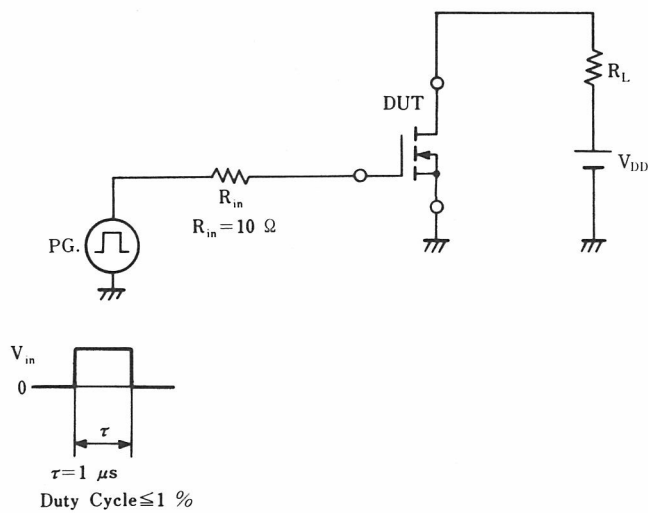 R_L
DUT
V_DD
R_in
R_in=10 Ω
PG.
V_in
0
τ
τ=1 μs
Duty Cycle≦1 %